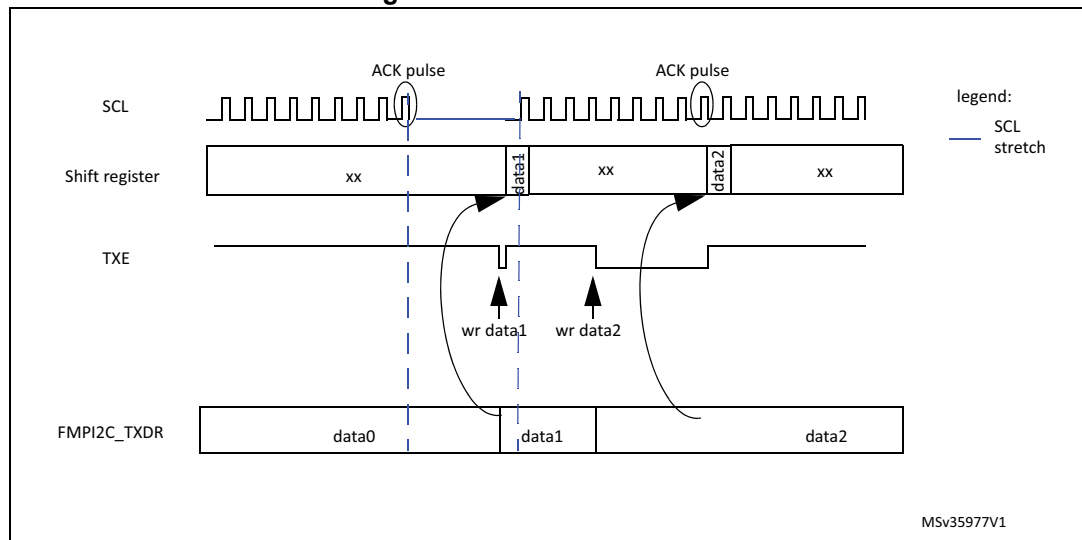 g
ACK pulse
ACK pulse
SCL
legend:
SCL
stretch
Shift register
xx
data1
xx
data2
xx
TXE
wr data1
wr data2
FMPI2C_TXDR
data0
data1
data2
MSv35977V1